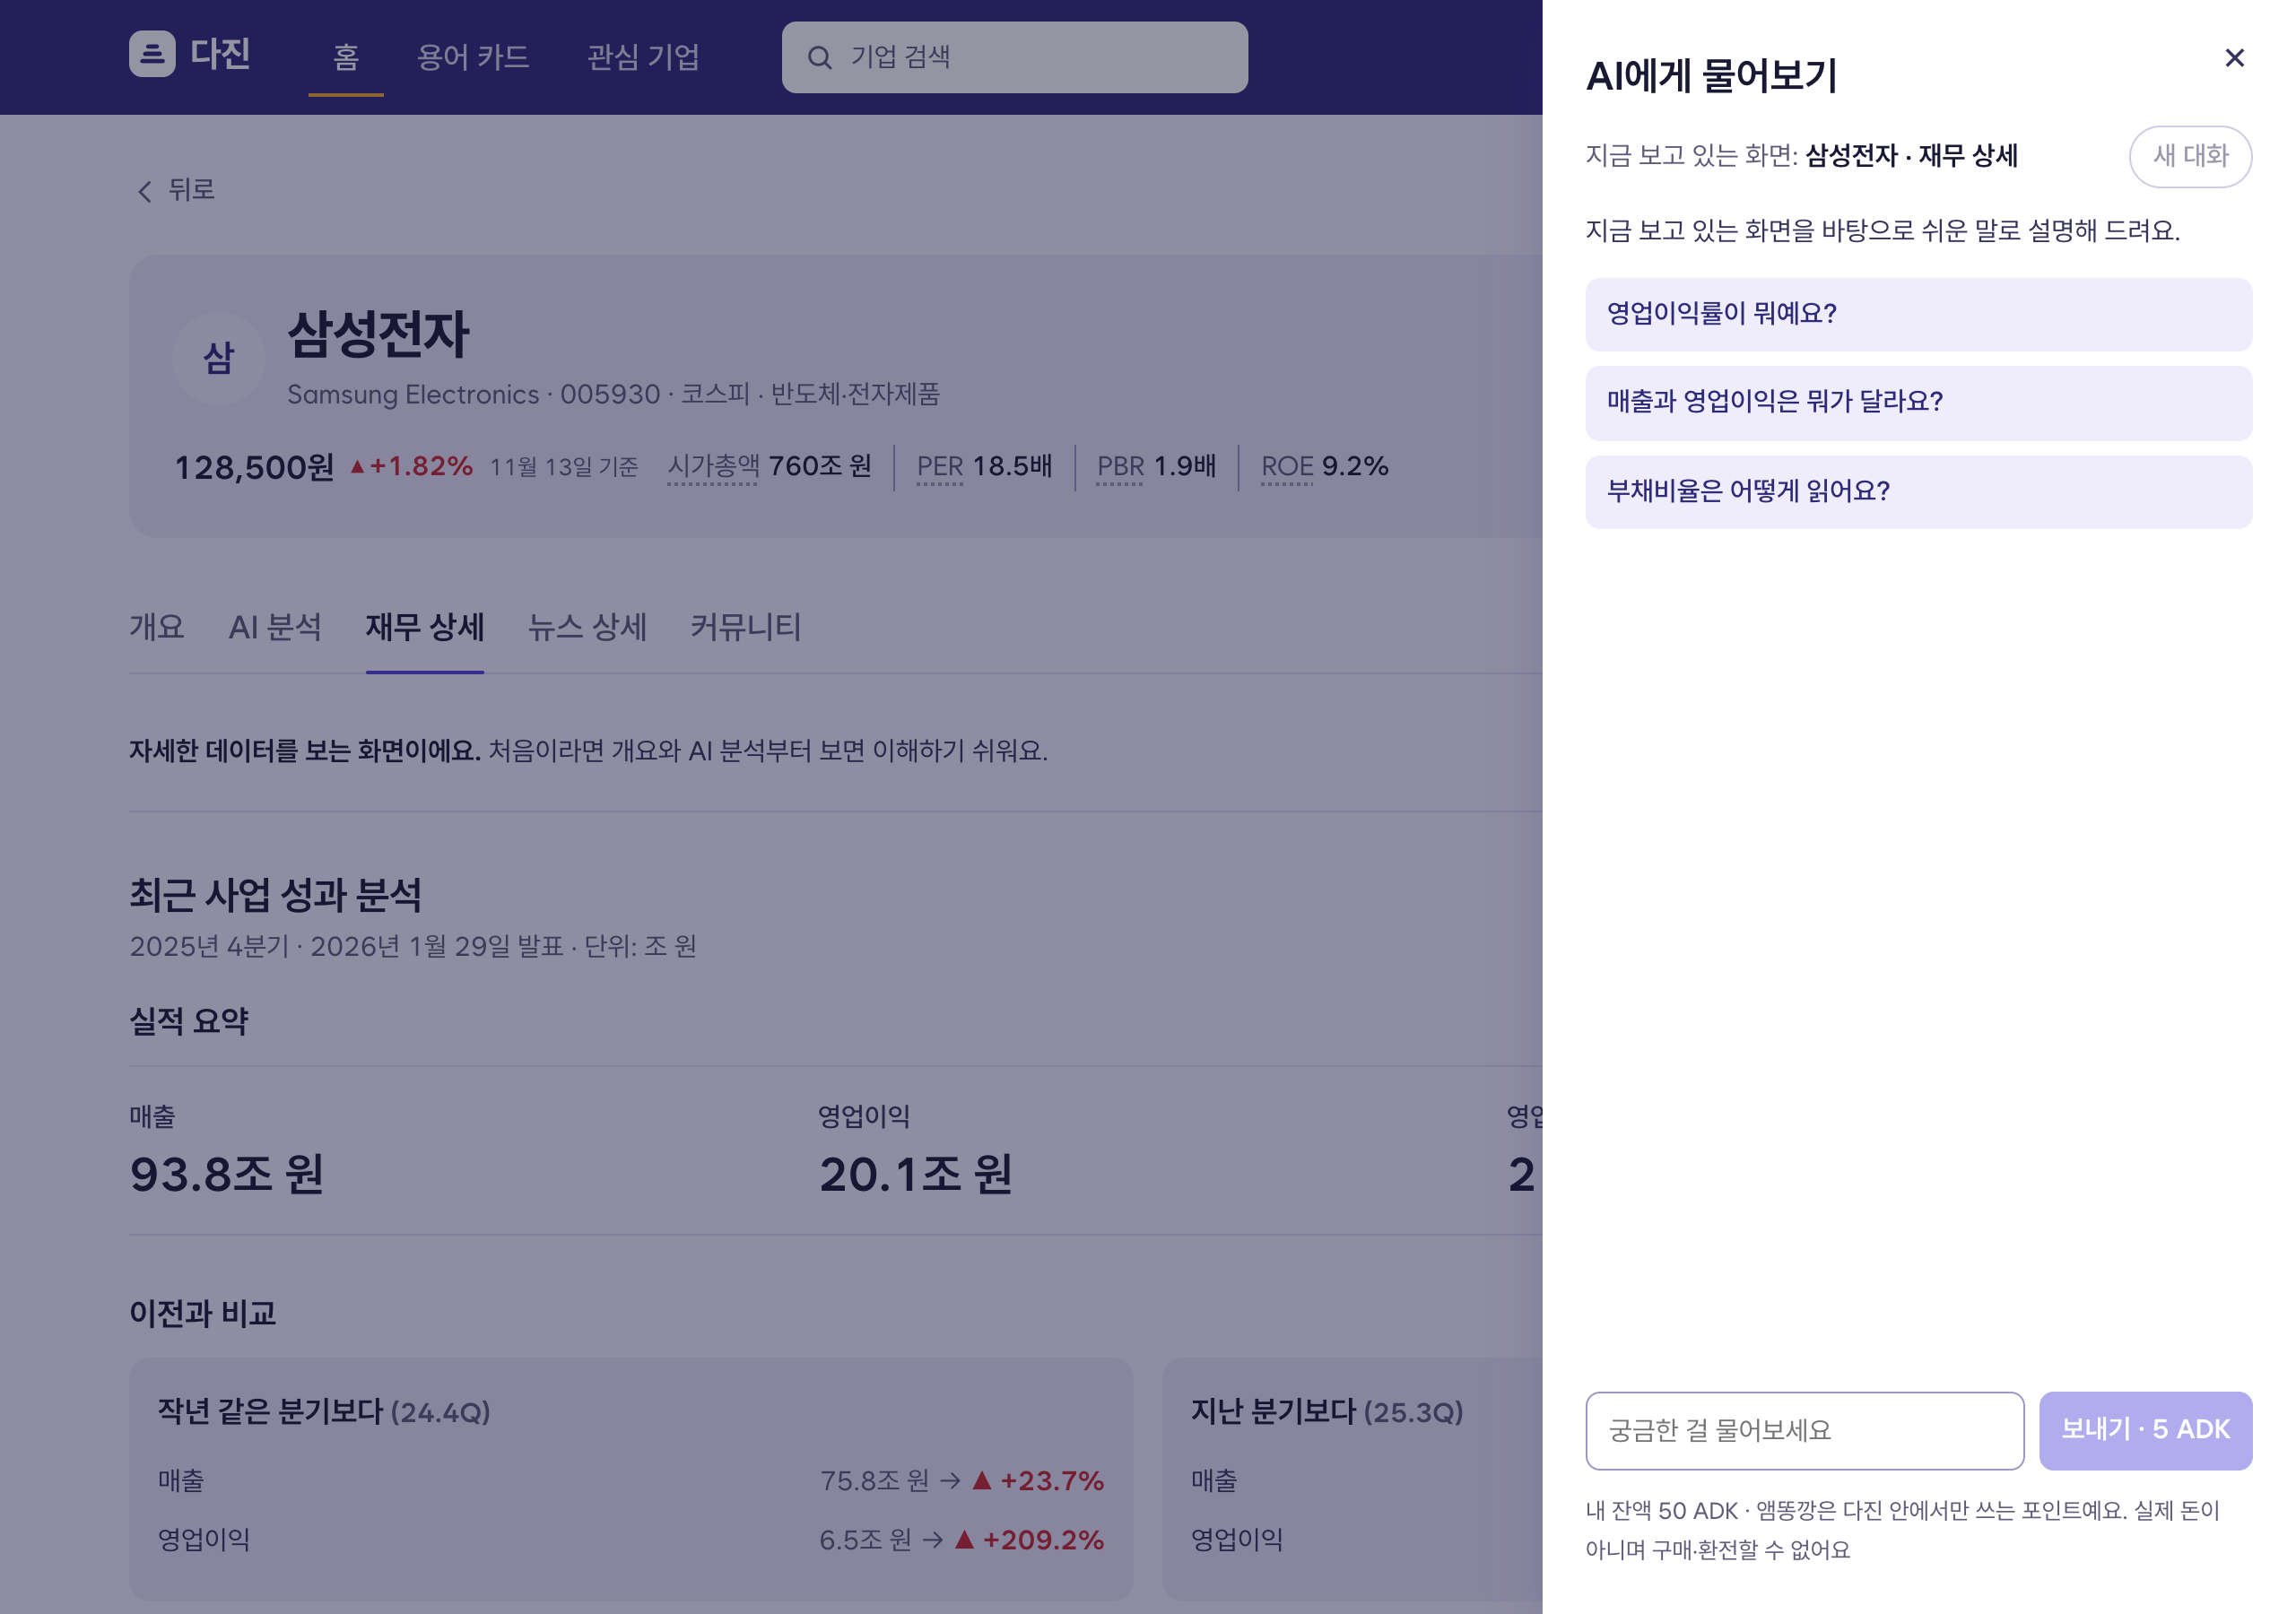 다진
홈
용어 카드
관심 기업
기업 검색
뒤로
삼
삼성전자
Samsung Electronics · 005930 · 코스피 · 반도체·전자제품
128,500원 ▲+1.82% 11월 13일 기준 시가총액 760조 원 PER 18.5배 PBR 1.9배 ROE 9.2%
개요 AI 분석 재무 상세 뉴스 상세 커뮤니티
자세한 데이터를 보는 화면이에요. 처음이라면 개요와 AI 분석부터 보면 이해하기 쉬워요.
최근 사업 성과 분석
2025년 4분기 · 2026년 1월 29일 발표 · 단위: 조 원
실적 요약
매출
93.8조 원
영업이익
20.1조 원
영업
2
이전과 비교
작년 같은 분기보다 (24.4Q)
매출 75.8조 원 → ▲ +23.7%
영업이익 6.5조 원 → ▲ +209.2%
지난 분기보다 (25.3Q)
매출
영업이익
AI에게 물어보기
지금 보고 있는 화면: 삼성전자 · 재무 상세
새 대화
지금 보고 있는 화면을 바탕으로 쉬운 말로 설명해 드려요.
영업이익률이 뭐예요?
매출과 영업이익은 뭐가 달라요?
부채비율은 어떻게 읽어요?
궁금한 걸 물어보세요
보내기 · 5 ADK
내 잔액 50 ADK · 앰똥깡은 다진 안에서만 쓰는 포인트예요. 실제 돈이
아니며 구매·환전할 수 없어요